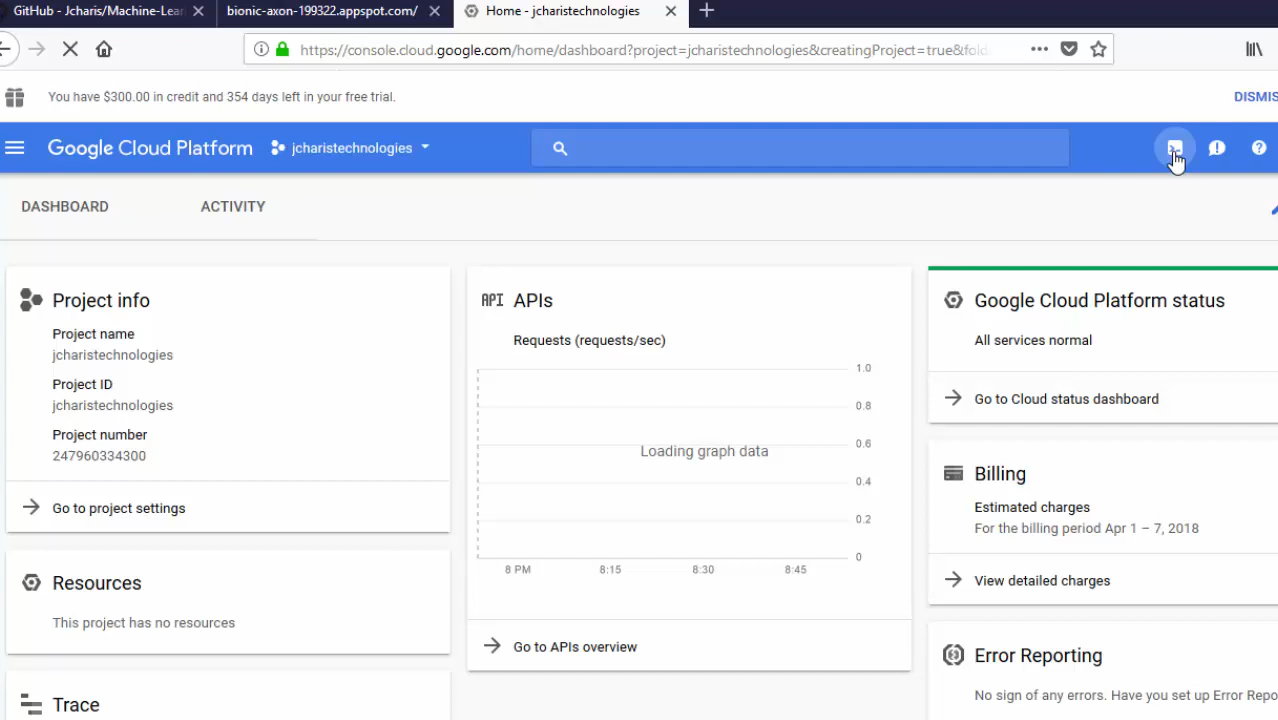 GitHub - Jcharis/Machine-Lear
bionic-axon-199322.appspot.com/
Home - jcharistechnologies
https://console.cloud.google.com/home/dashboard?project=jcharistechnologies&creatingProject=true&fold
You have $300.00 in credit and 354 days left in your free trial.
DISMIS
Google Cloud Platform
jcharistechnologies
DASHBOARD
ACTIVITY
Project info
Project name
jcharistechnologies
Project ID
jcharistechnologies
Project number
247960334300
Go to project settings
Resources
This project has no resources
Trace
API APIs
Requests (requests/sec)
1.0
0.8
0.6
Loading graph data
0.4
0.2
0
8 PM 8:15 8:30 8:45
Go to APIs overview
Google Cloud Platform status
All services normal
Go to Cloud status dashboard
Billing
Estimated charges
For the billing period Apr 1 – 7, 2018
View detailed charges
Error Reporting
No sign of any errors. Have you set up Error Repo